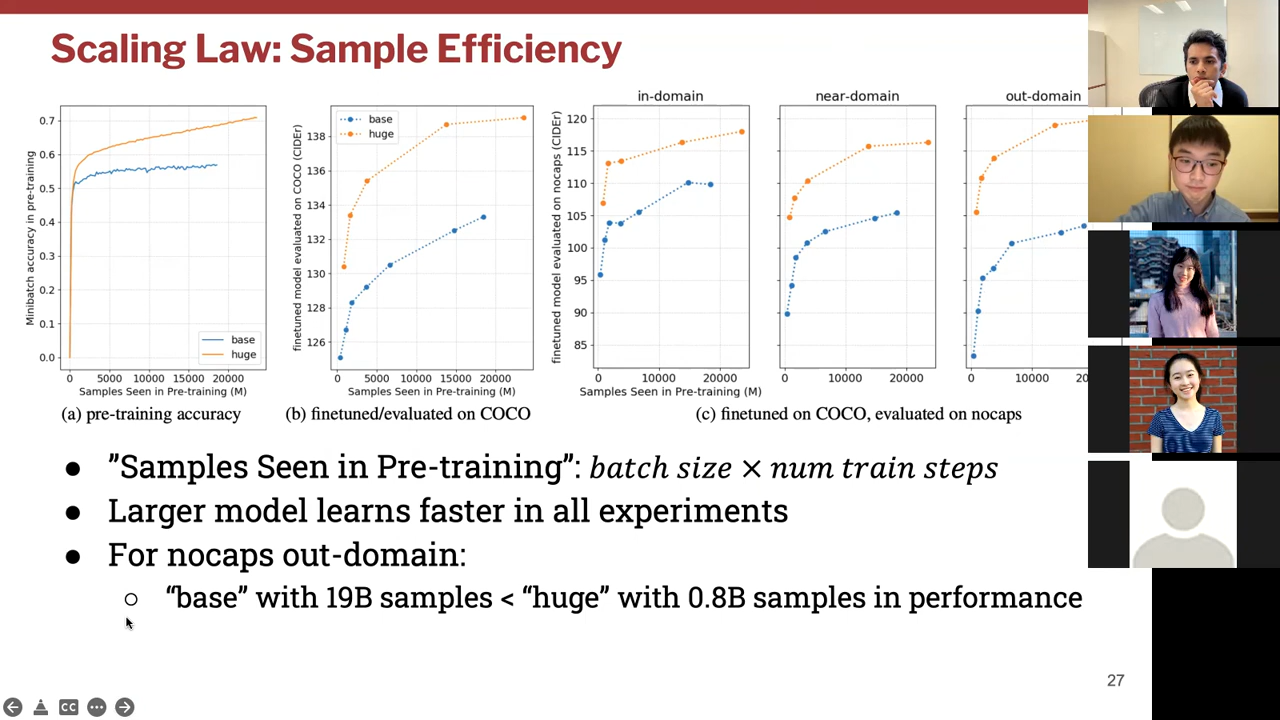 Scaling Law: Sample Efficiency
Minibatch accuracy in pre-training
0.7
0.6
0.5
0.4
0.3
0.2
0.1
0.0
base
huge
0 5000 10000 15000 20000
Samples Seen in Pre-training (M)
(a) pre-training accuracy
finetuned model evaluated on COCO (CIDEr)
138
136
134
132
130
128
126
base
huge
0 5000 10000 15000 20000
Samples Seen in Pre-training (M)
(b) finetuned/evaluated on COCO
finetuned model evaluated on nocaps (CIDEr)
in-domain near-domain out-domain
120
115
110
105
100
95
90
85
0 10000 20000
0 10000 20000
0 10000 20
Samples Seen in Pre-training (M)
Samples Seen in Pre-training (M)
(c) finetuned on COCO, evaluated on nocaps
● ”Samples Seen in Pre-training”: batch size × num train steps
● Larger model learns faster in all experiments
● For nocaps out-domain:
○ “base” with 19B samples < “huge” with 0.8B samples in performance
27
CC